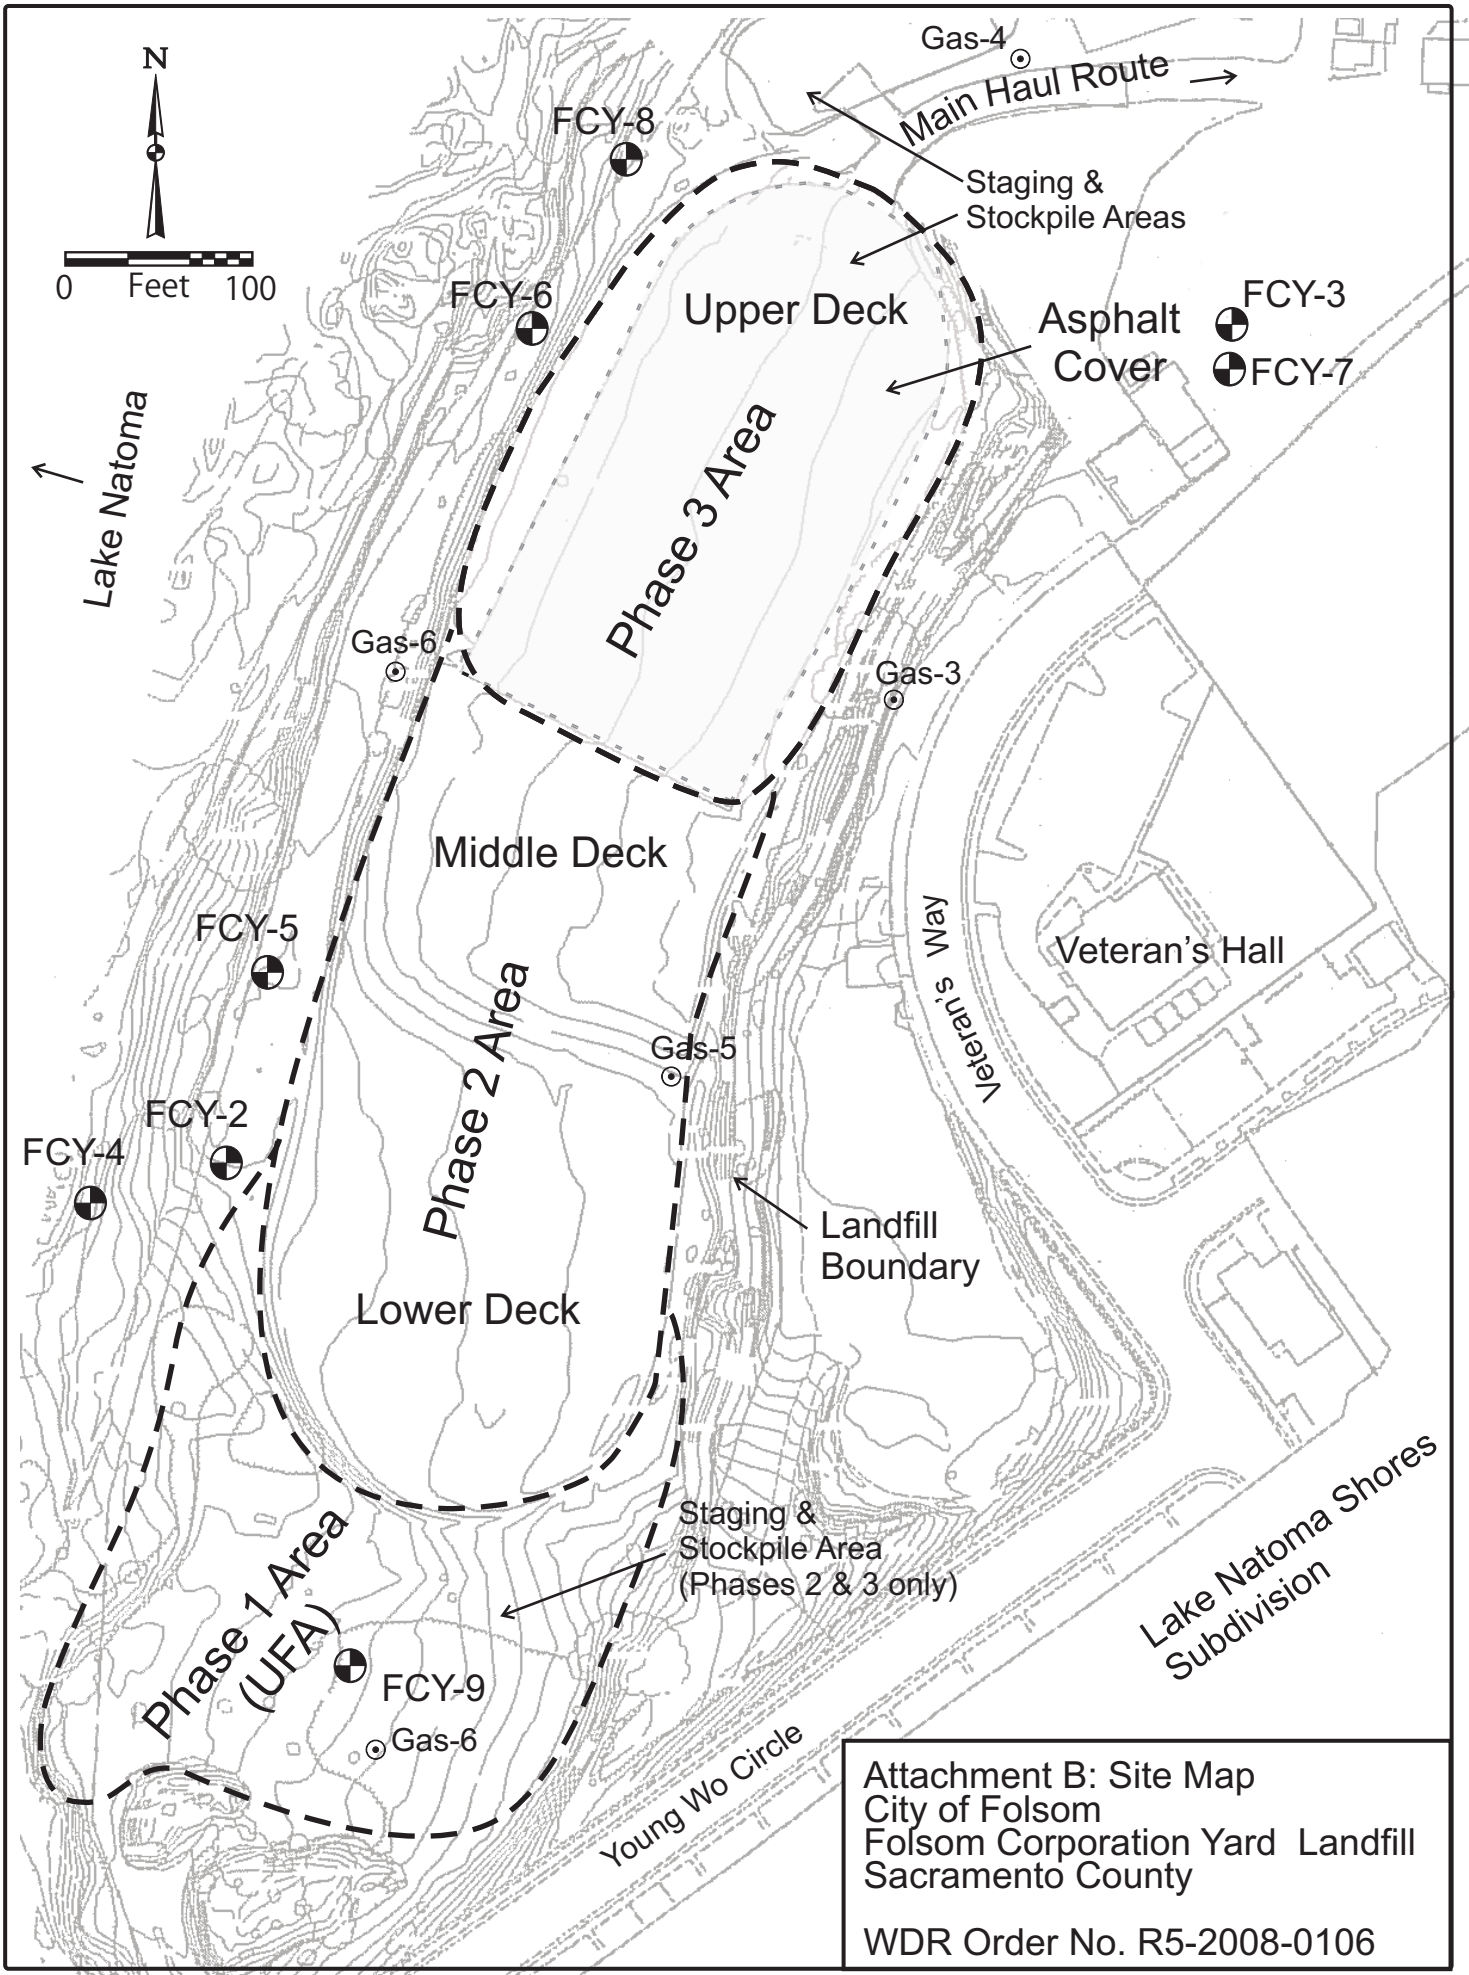 Gas-4
Main Haul Route
N
FCY-8
Staging &
Stockpile Areas
0 Feet 100
FCY-6
Upper Deck
Asphalt
Cover
FCY-3
FCY-7
Lake Natoma
Phase 3 Area
Gas-6
Gas-3
Middle Deck
FCY-5
Veteran's Way
Veteran's Hall
Phase 2 Area
Gas-5
FCY-2
FCY-4
Landfill
Boundary
Lower Deck
Staging &
Stockpile Area
(Phases 2 & 3 only)
Phase 1 Area
(UFA)
FCY-9
Gas-6
Lake Natoma Shores
Subdivision
Young Wo Circle
Attachment B: Site Map
City of Folsom
Folsom Corporation Yard Landfill
Sacramento County
WDR Order No. R5-2008-0106